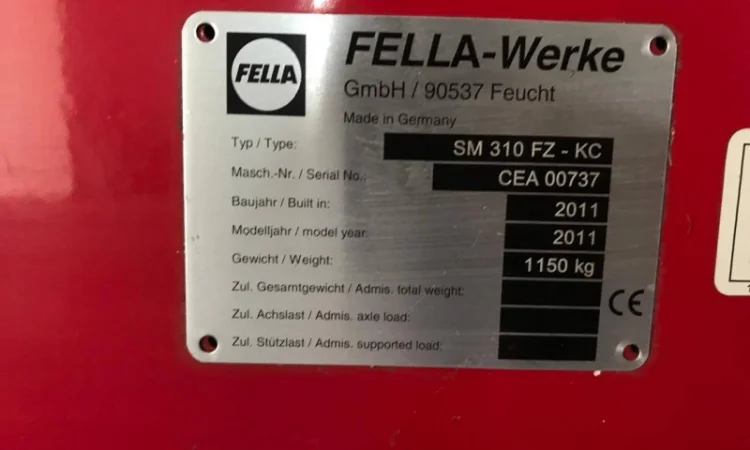 FELLA
FELLA-Werke
GmbH / 90537 Feucht
Made in Germany
Typ / Type: SM 310 FZ - KC
Masch.-Nr. / Serial No.: CEA 00737
Baujahr / Built in: 2011
Modelljahr / model year: 2011
Gewicht / Weight: 1150 kg
Zul. Gesamtgewicht / Admis. total weight:
Zul. Achslast / Admis. axle load:
Zul. Stützlast / Admis. supported load:
CE